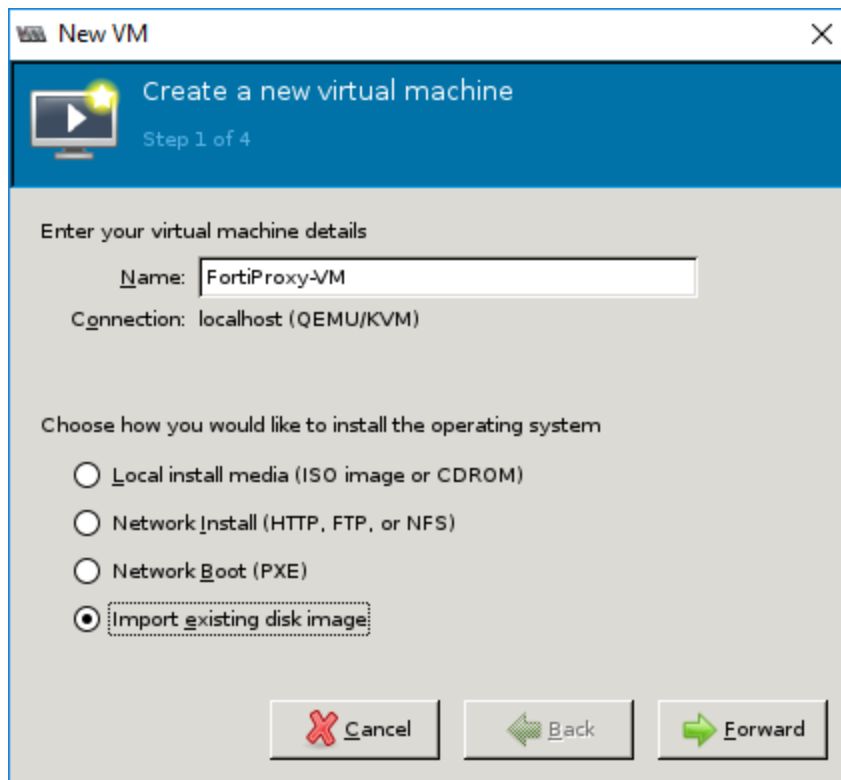 New VM
Create a new virtual machine
Step 1 of 4
Enter your virtual machine details
Name: FortiProxy-VM
Connection: localhost (QEMU/KVM)
Choose how you would like to install the operating system
Local install media (ISO image or CDROM)
Network Install (HTTP, FTP, or NFS)
Network Boot (PXE)
Import existing disk image
Cancel Back Forward